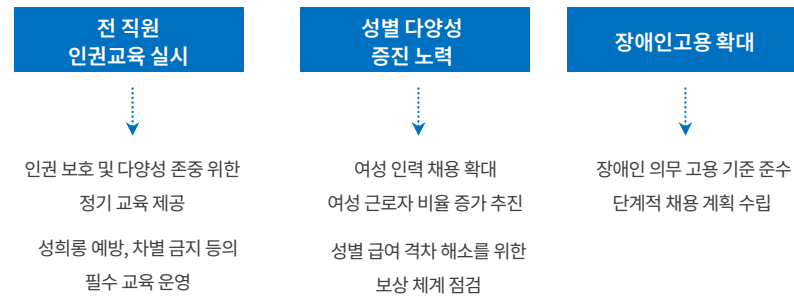 전 직원
인권교육 실시
인권 보호 및 다양성 존중 위한
정기 교육 제공
성희롱 예방, 차별 금지 등의
필수 교육 운영
성별 다양성
증진 노력
여성 인력 채용 확대
여성 근로자 비율 증가 추진
성별 급여 격차 해소를 위한
보상 체계 점검
장애인고용 확대
장애인 의무 고용 기준 준수
단계적 채용 계획 수립